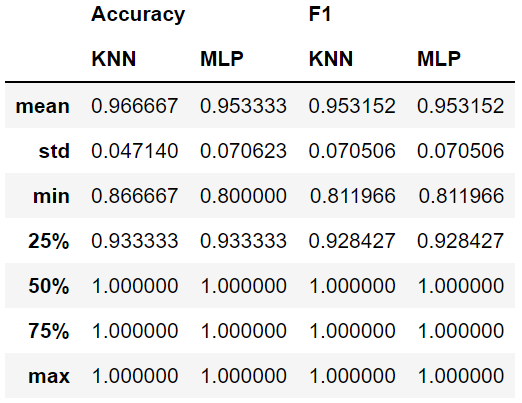 Accuracy F1
KNN MLP KNN MLP
mean 0.966667 0.953333 0.953152 0.953152
std 0.047140 0.070623 0.070506 0.070506
min 0.866667 0.800000 0.811966 0.811966
25% 0.933333 0.933333 0.928427 0.928427
50% 1.000000 1.000000 1.000000 1.000000
75% 1.000000 1.000000 1.000000 1.000000
max 1.000000 1.000000 1.000000 1.000000